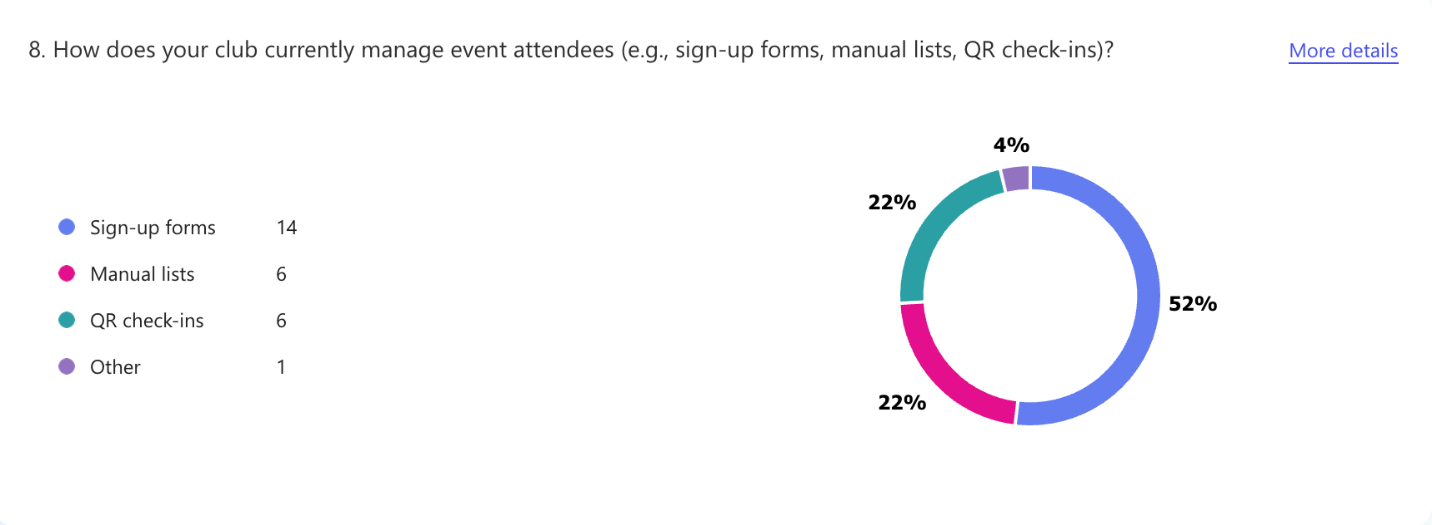 8. How does your club currently manage event attendees (e.g., sign-up forms, manual lists, QR check-ins)?
More details
4%
22%
Sign-up forms 14
Manual lists 6
52%
QR check-ins 6
Other 1
22%